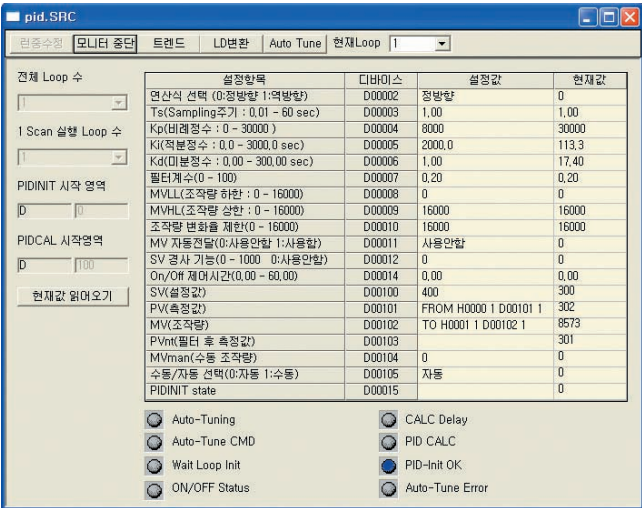 pid.SRC
런중수정 모니터 중단 트렌드 LD변환 Auto Tune 현재Loop 1
전체 Loop 수
1
1 Scan 실행 Loop 수
1
PIDINIT 시작 영역
D 0
PIDCAL 시작영역
D 100
현재값 읽어오기
설정항목 디바이스 설정값 현재값
연산식 선택 (0:정방향 1:역방향) D00002 정방향 0
Ts(Sampling주기 : 0,01 - 60 sec) D00003 1,00 1,00
Kp(비례정수 : 0 - 30000 ) D00004 8000 30000
Ki(적분정수 : 0,0 - 3000,0 sec) D00005 2000,0 113,3
Kd(미분정수 : 0,00 - 300,00 sec) D00006 1,00 17,40
필터계수(0 - 100) D00007 0,20 0,20
MVLL(조작량 하한 : 0 - 16000) D00008 0 0
MVHL(조작량 상한 : 0 - 16000) D00009 16000 16000
조작량 변화율 제한(0 - 16000) D00010 16000 16000
MV 자동전달(0:사용안함 1:사용함) D00011 사용안함 0
SV 경사 기능(0 - 1000 0:사용안함) D00012 0 0
On/Off 제어시간(0,00 - 60,00) D00014 0,00 0,00
SV(설정값) D00100 400 300
PV(측정값) D00101 FROM H0000 1 D00101 1 302
MV(조작량) D00102 TO H0001 1 D00102 1 8573
PVnt(필터 후 측정값) D00103 301
MVman(수동 조작량) D00104 0 0
수동/자동 선택(0:자동 1:수동) D00105 자동 0
PIDINIT state D00015 0
Auto-Tuning CALC Delay
Auto-Tune CMD PID CALC
Wait Loop Init PID-Init OK
ON/OFF Status Auto-Tune Error